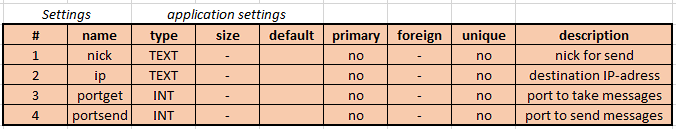 Settings application settings
# name type size default primary foreign unique description
1 nick TEXT - no - no nick for send
2 ip TEXT - no - no destination IP-adress
3 portget INT - no - no port to take messages
4 portsend INT - no - no port to send messages